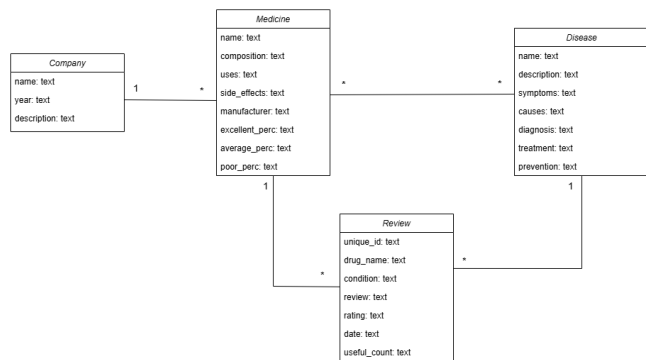 Company
name: text
year: text
description: text
1
*
Medicine
name: text
composition: text
uses: text
side_effects: text
manufacturer: text
excellent_perc: text
average_perc: text
poor_perc: text
*
*
Disease
name: text
description: text
symptoms: text
causes: text
diagnosis: text
treatment: text
prevention: text
1
1
*
*
Review
unique_id: text
drug_name: text
condition: text
review: text
rating: text
date: text
useful_count: text